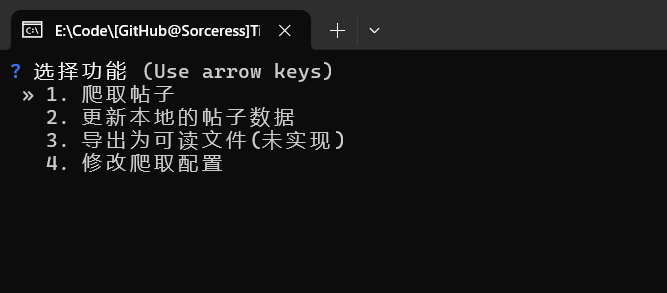 E:\Code\[GitHub@Sorceress]Ti
? 选择功能 (Use arrow keys)
» 1. 爬取帖子
2. 更新本地的帖子数据
3. 导出为可读文件(未实现)
4. 修改爬取配置